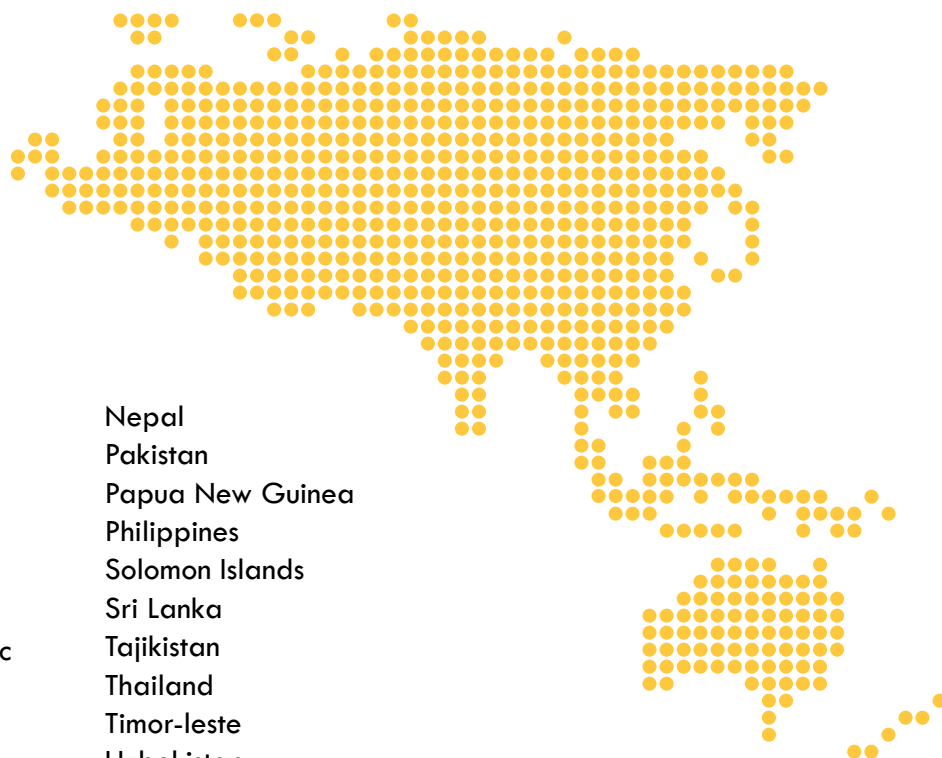 Nepal
Pakistan
Papua New Guinea
Philippines
Solomon Islands
Sri Lanka
c
Tajikistan
Thailand
Timor-leste